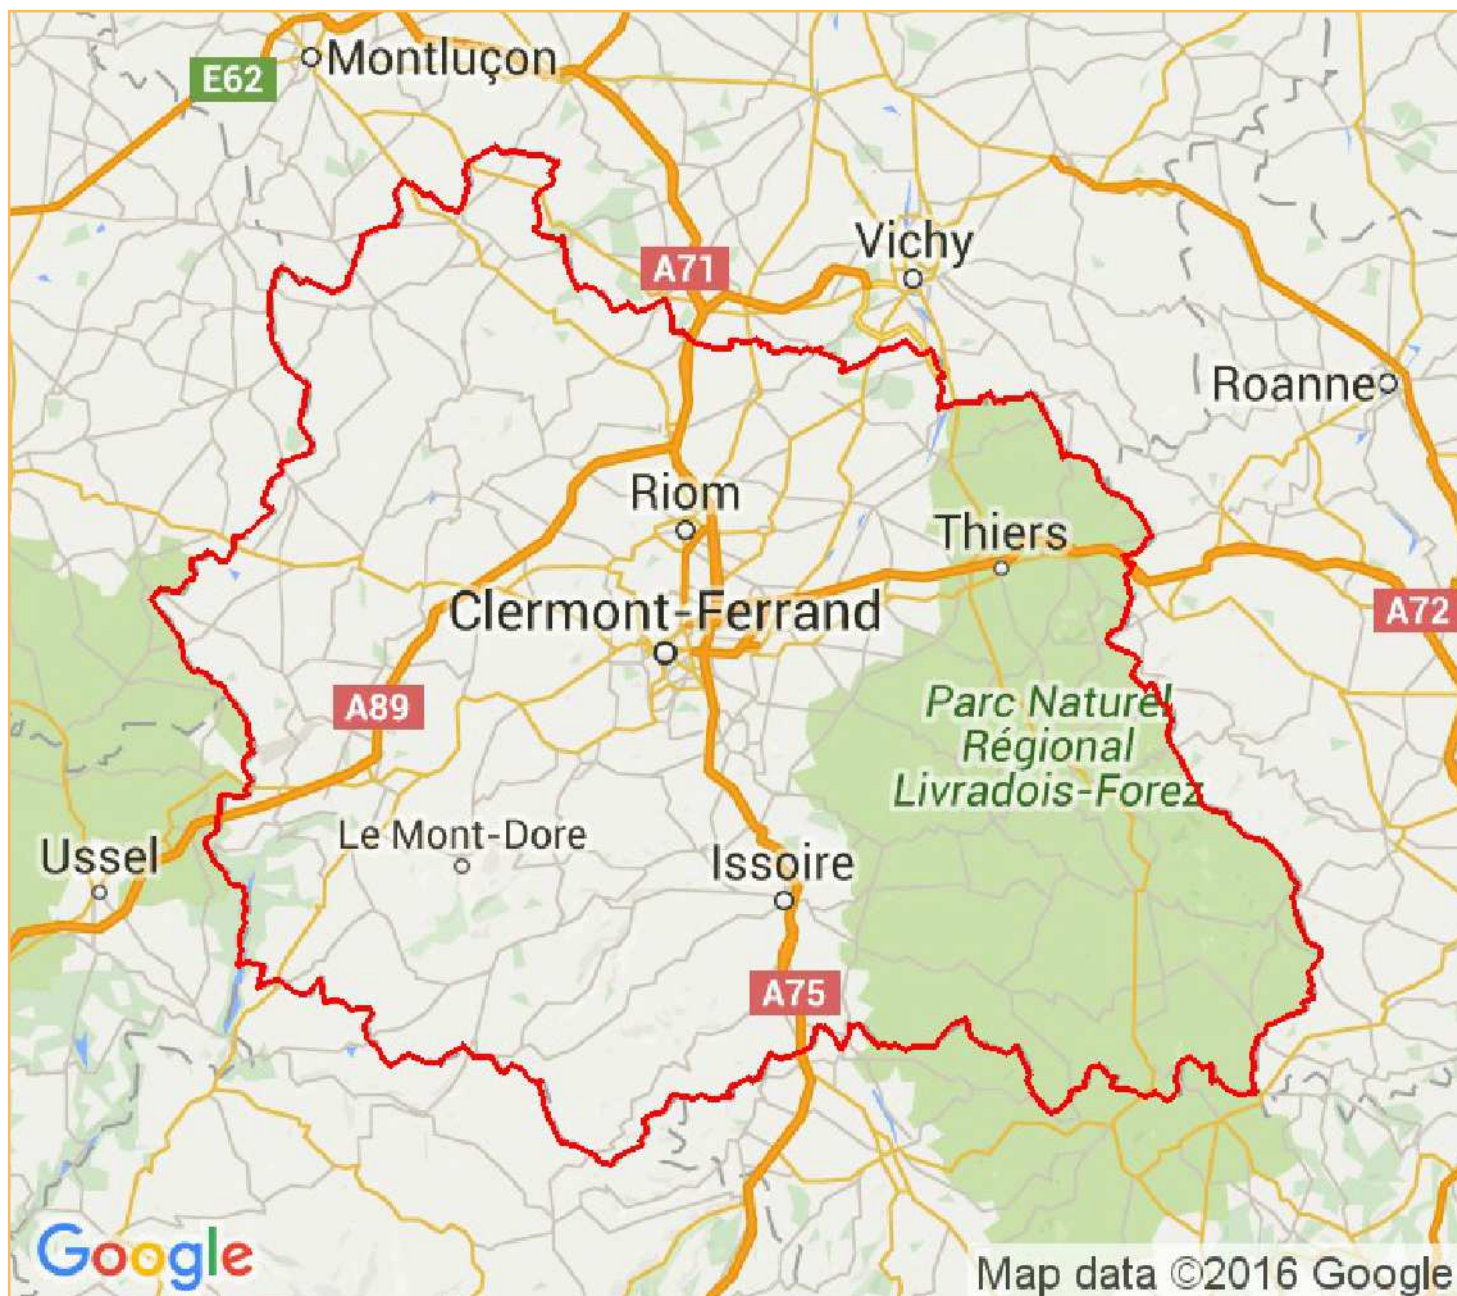 Montluçon
E62
Vichy
A71
Roanne
Riom
Thiers
Clermont-Ferrand
A72
A89
Parc Naturel
Régional
Livradois-Forez
Le Mont-Dore
Ussel
Issoire
A75
Google
Map data ©2016 Google